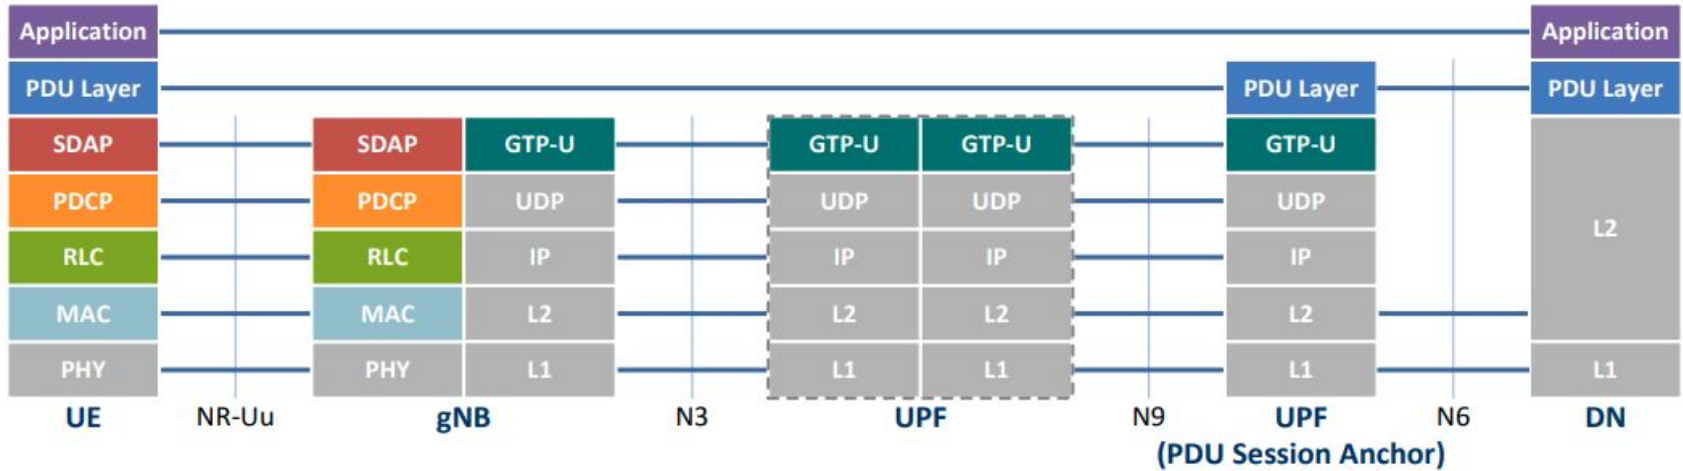 Application Application
PDU Layer PDU Layer PDU Layer
SDAP SDAP GTP-U GTP-U GTP-U GTP-U
PDCP PDCP UDP UDP UDP UDP
RLC RLC IP IP IP IP L2
MAC MAC L2 L2 L2 L2
PHY PHY L1 L1 L1 L1 L1
UE NR-Uu gNB N3 UPF N9 UPF N6 DN
(PDU Session Anchor)